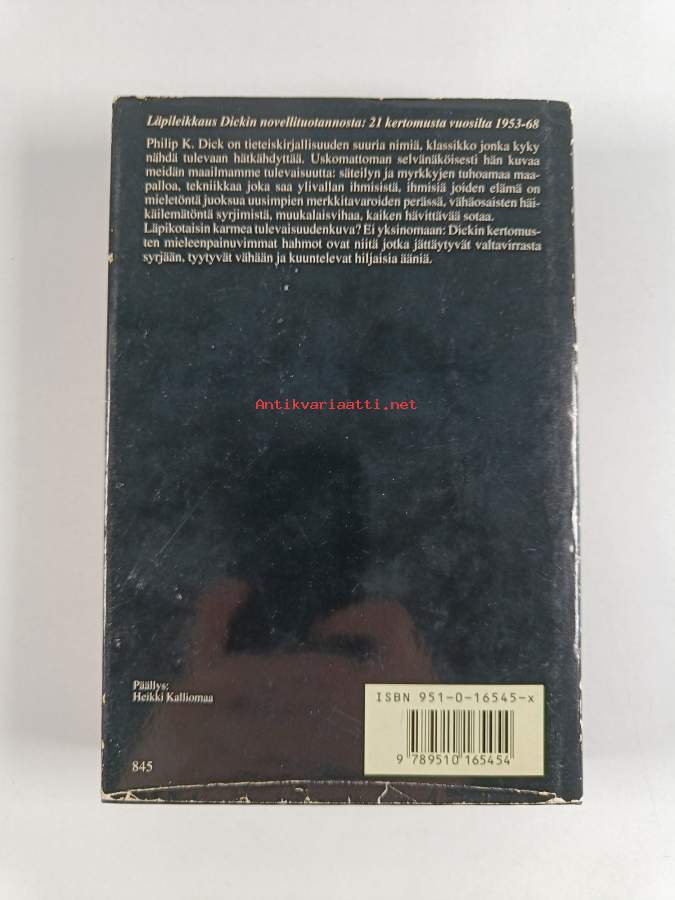 Läpileikkaus Dickin novellituotannosta: 21 kertomusta vuosilta 1953-68
Philip K. Dick on tieteiskirjallisuuden suuria nimiä, klassikko jonka kyky
nähdä tulevaan hätkähdyttää. Uskomattoman selvänäköisesti hän kuvaa
meidän maailmamme tulevaisuutta: säteilyn ja myrkkyjen tuhoamaa maa-
palloa, tekniikkaa joka saa ylivallan ihmisistä, ihmisiä joiden elämä on
mieletöntä juoksua uusimpien merkkitavaroiden perässä, vähäosaisten häi-
käilemätöntä syrjimistä, muukalaisvihaa, kaiken hävittävää sotaa.
Läpikotaisin karmea tulevaisuudenkuva? Ei yksinomaan: Dickin kertomus-
ten mieleenpainuvimmat hahmot ovat niitä jotka jättäytyvät valtavirrasta
syrjään, tyytyvät vähään ja kuuntelevat hiljaisia ääniä.
Antikvariaatti.net
Päällys:
Heikki Kalliomaa
845
ISBN 951-0-16545-x
9 789510 165454